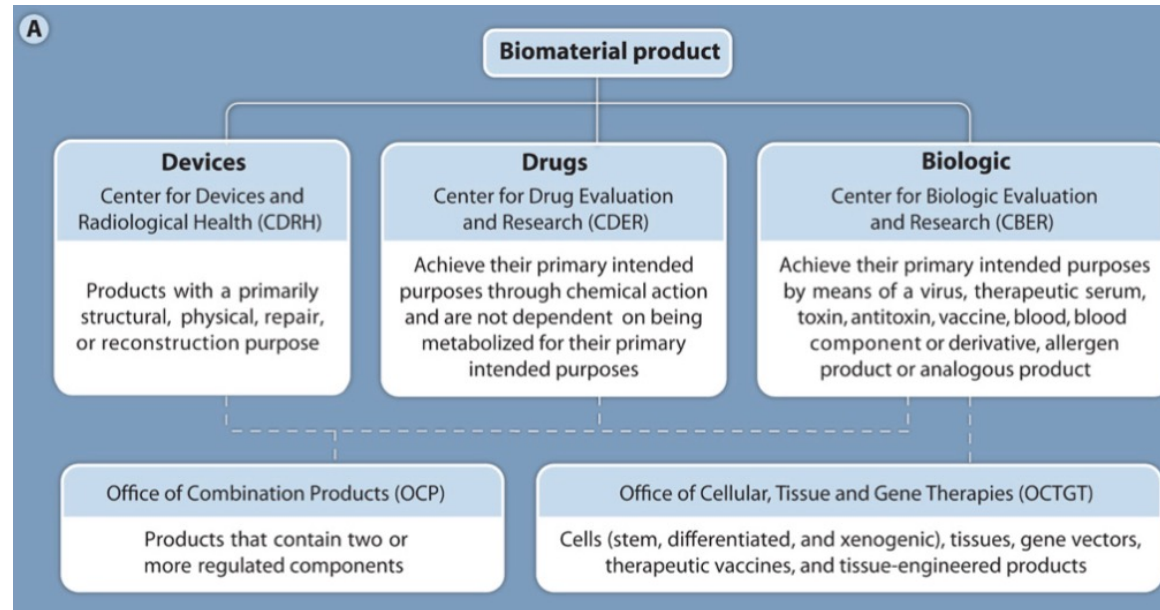 A
Biomaterial product
Devices
Center for Devices and
Radiological Health (CDRH)
Products with a primarily
structural, physical, repair,
or reconstruction purpose
Drugs
Center for Drug Evaluation
and Research (CDER)
Achieve their primary intended
purposes through chemical action
and are not dependent on being
metabolized for their primary
intended purposes
Biologic
Center for Biologic Evaluation
and Research (CBER)
Achieve their primary intended purposes
by means of a virus, therapeutic serum,
toxin, antitoxin, vaccine, blood, blood
component or derivative, allergen
product or analogous product
Office of Combination Products (OCP)
Products that contain two or
more regulated components
Office of Cellular, Tissue and Gene Therapies (OCTGT)
Cells (stem, differentiated, and xenogenic), tissues, gene vectors,
therapeutic vaccines, and tissue-engineered products